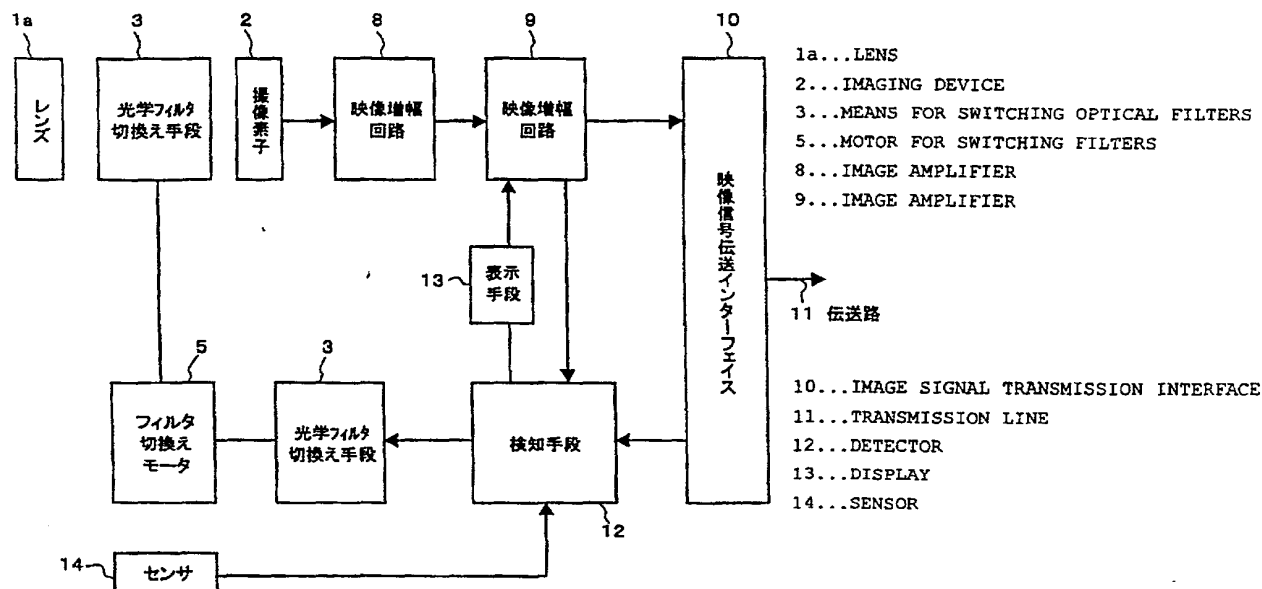 1a
3
2
8
9
10
レンズ
光学フィルタ
切換え手段
撮像素子
映像増幅
回路
映像増幅
回路
映像信号伝送インターフェイス
1a...LENS
2...IMAGING DEVICE
3...MEANS FOR SWITCHING OPTICAL FILTERS
5...MOTOR FOR SWITCHING FILTERS
8...IMAGE AMPLIFIER
9...IMAGE AMPLIFIER
13
表示
手段
11 伝送路
5
3
フィルタ
切換え
モータ
光学フィルタ
切換え手段
検知手段
12
10...IMAGE SIGNAL TRANSMISSION INTERFACE
11...TRANSMISSION LINE
12...DETECTOR
13...DISPLAY
14...SENSOR
14
センサ